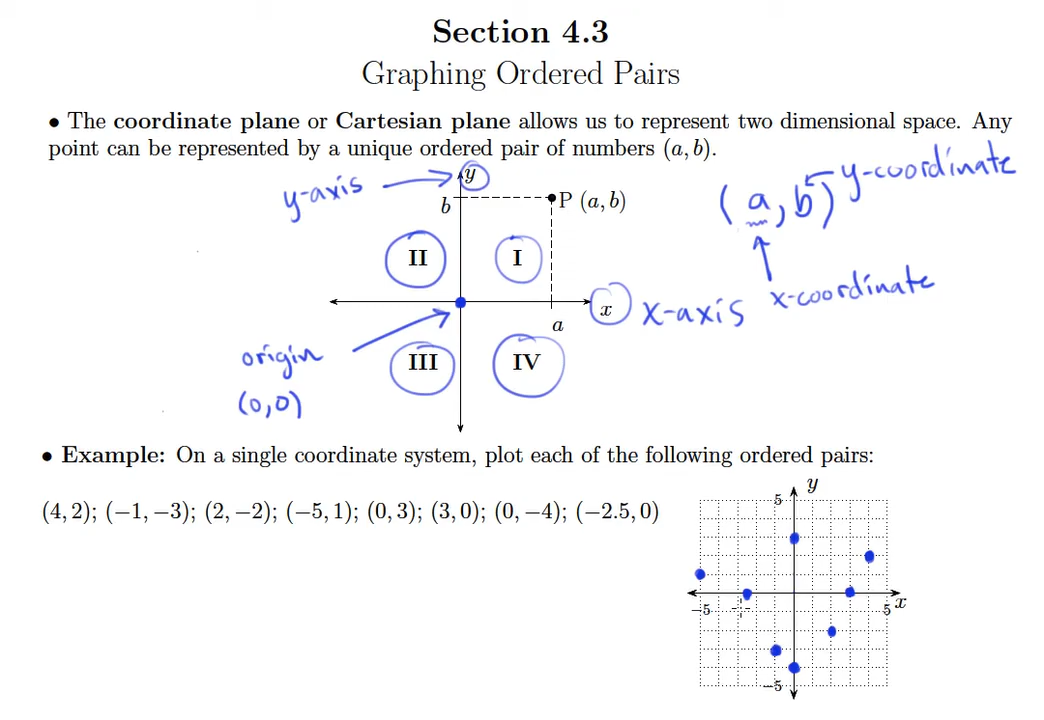 Section 4.3
Graphing Ordered Pairs
• The coordinate plane or Cartesian plane allows us to represent two dimensional space. Any
point can be represented by a unique ordered pair of numbers (a, b).
y-axis
y
b
P (a, b)
(a, b)
y-coordinate
II
I
x
x-axis
x-coordinate
a
origin
(0,0)
III
IV
• Example: On a single coordinate system, plot each of the following ordered pairs:
(4, 2); (−1, −3); (2, −2); (−5, 1); (0, 3); (3, 0); (0, −4); (−2.5, 0)
y
5
−5
5
x
−5